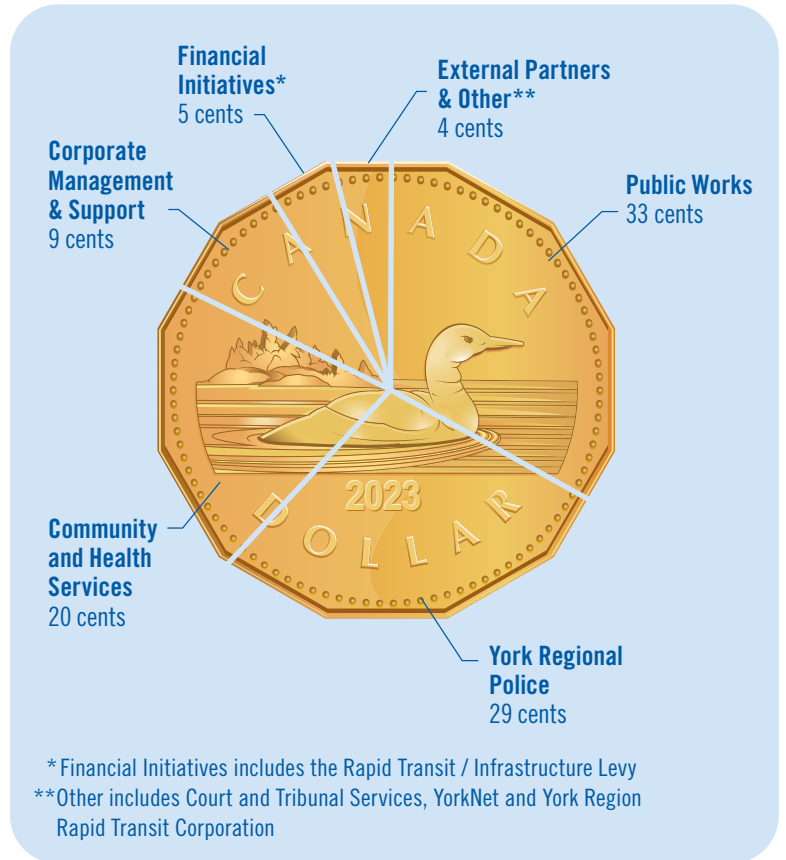 Financial
Initiatives*
5 cents
External Partners
& Other**
4 cents
Corporate
Management
& Support
9 cents
Public Works
33 cents
CANADA
2023
DOLLAR
Community
and Health
Services
20 cents
York Regional
Police
29 cents
*Financial Initiatives includes the Rapid Transit / Infrastructure Levy
**Other includes Court and Tribunal Services, YorkNet and York Region
Rapid Transit Corporation